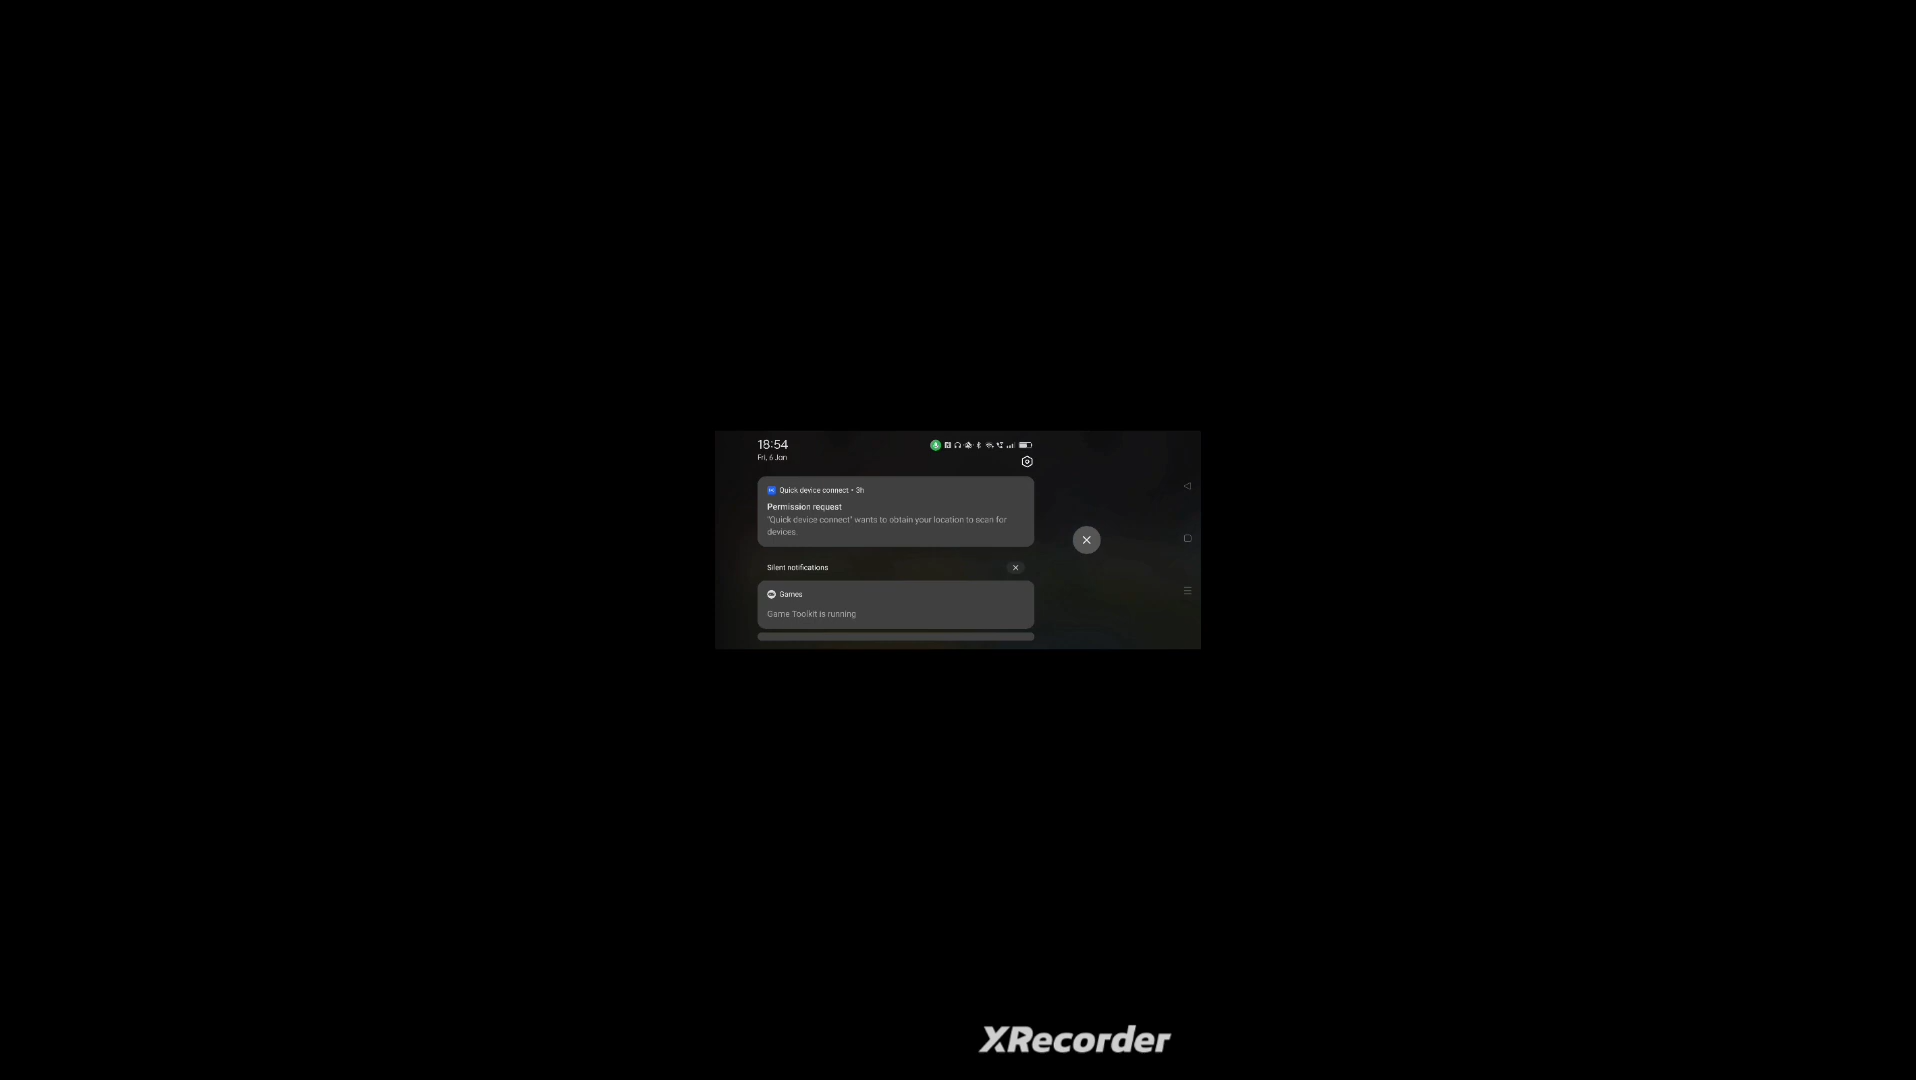 18:54
Fri, 6 Jan
Quick device connect • 3h
Permission request
"Quick device connect" wants to obtain your location to scan for
devices.
Silent notifications
Games
Game Toolkit is running
XRecorder